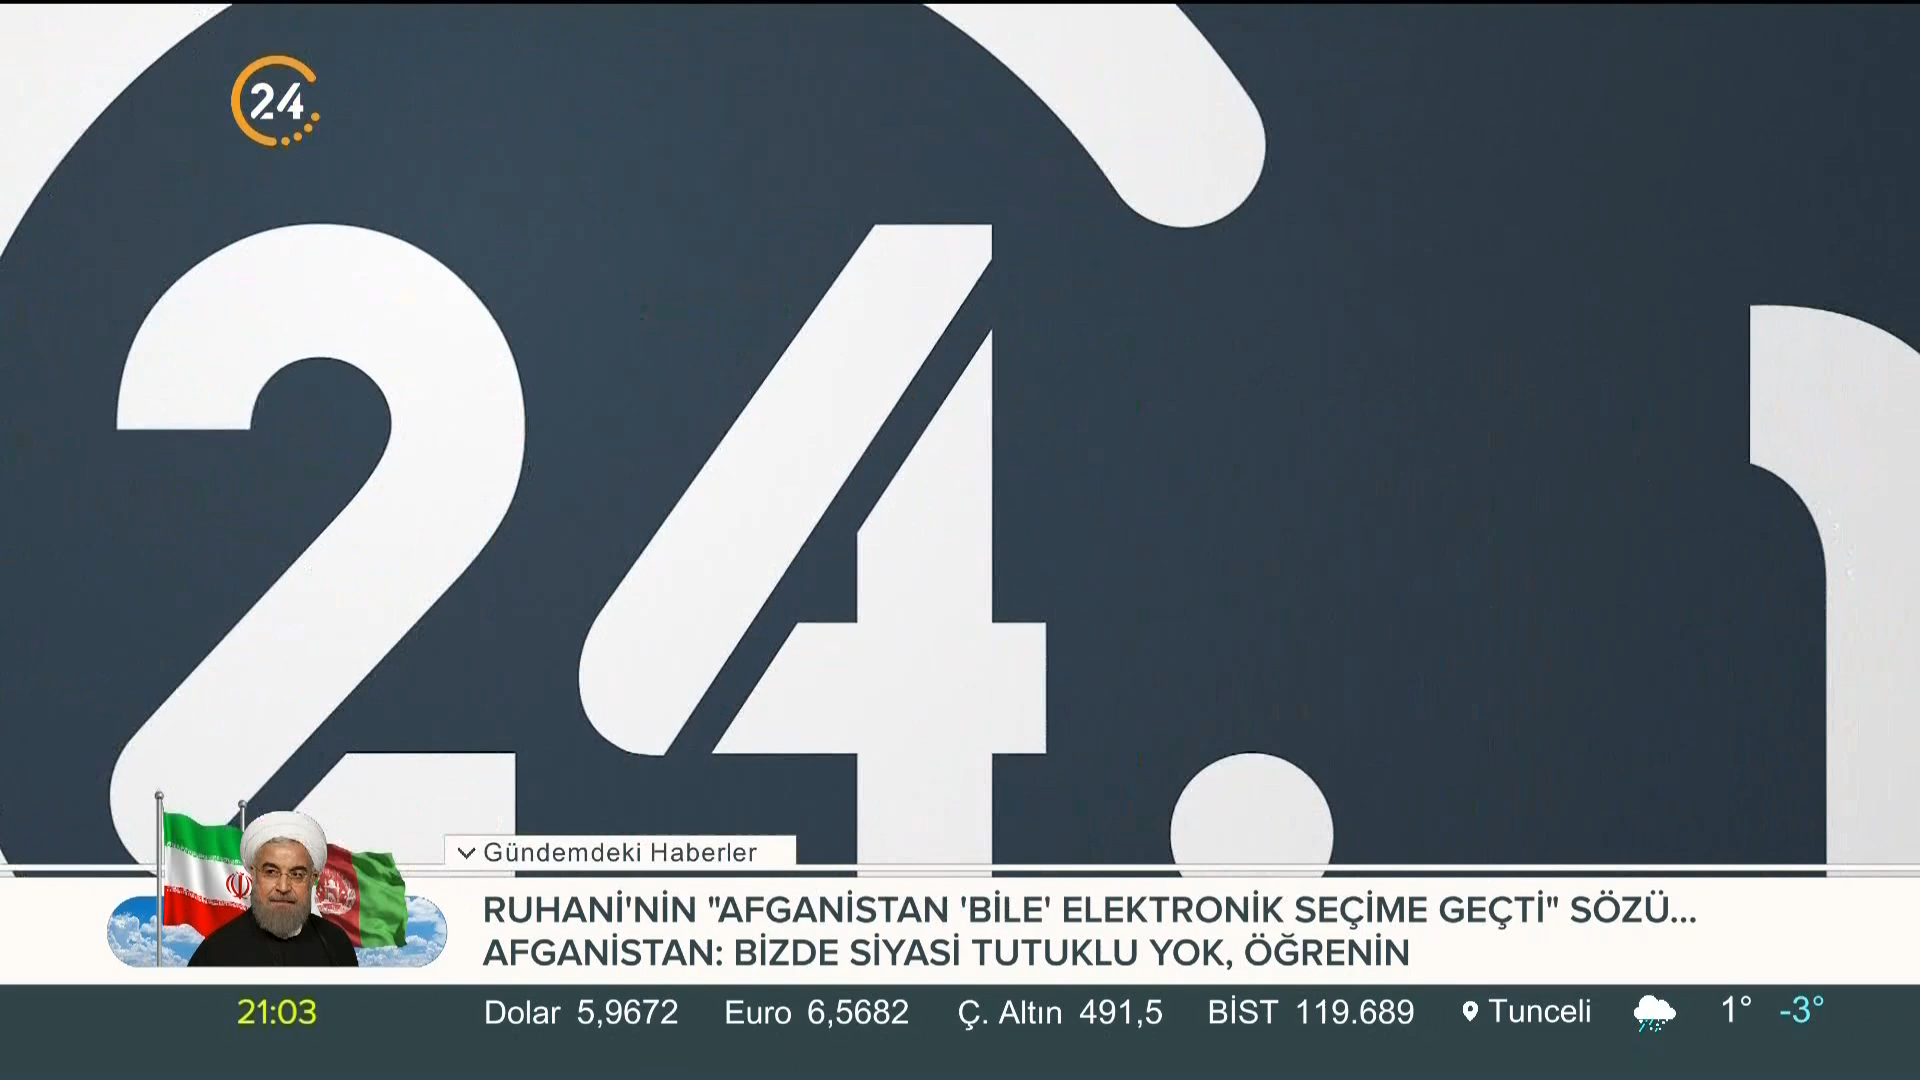 24
24
Gündemdeki Haberler
RUHANİ'NİN "AFGANİSTAN 'BİLE' ELEKTRONİK SEÇİME GEÇTİ" SÖZÜ...
AFGANİSTAN: BİZDE SİYASİ TUTUKLU YOK, ÖĞRENİN
21:03 Dolar 5,9672 Euro 6,5682 Ç. Altın 491,5 BİST 119.689 Tunceli 1° -3°